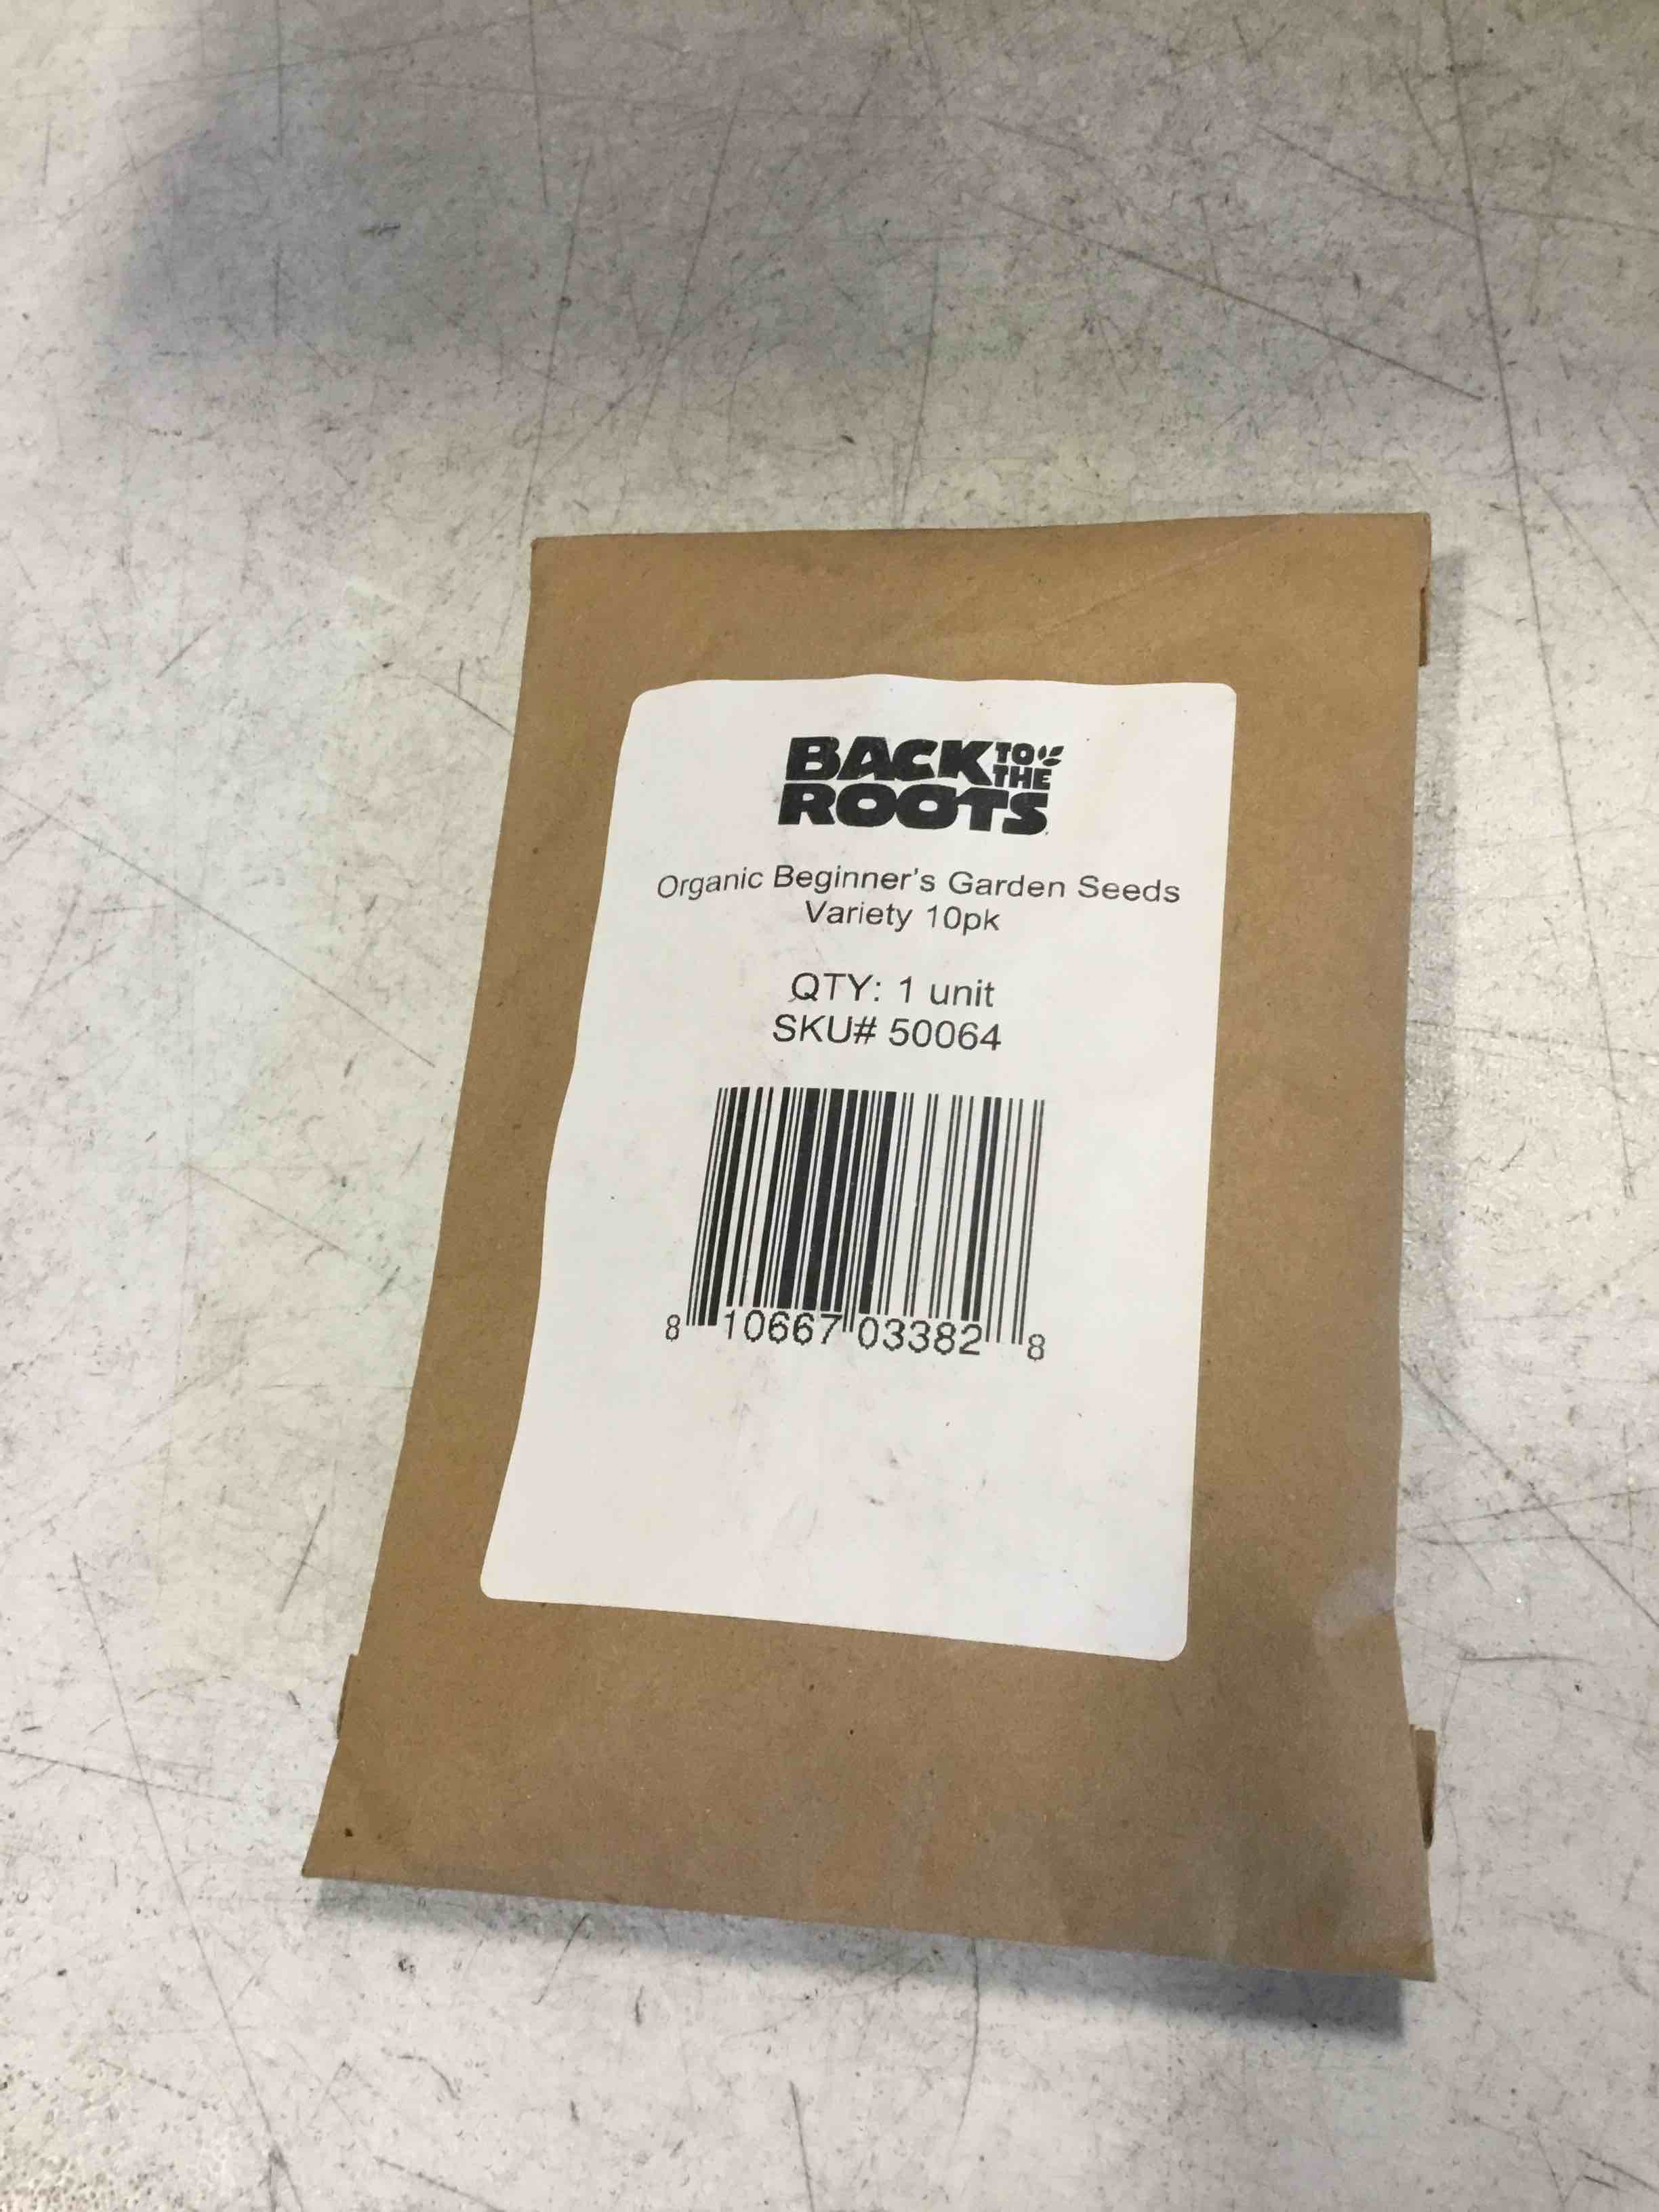 BACK TO THE
ROOTS
Organic Beginner's Garden Seeds
Variety 10pk
QTY: 1 unit
SKU# 50064
8 10667 03382 8